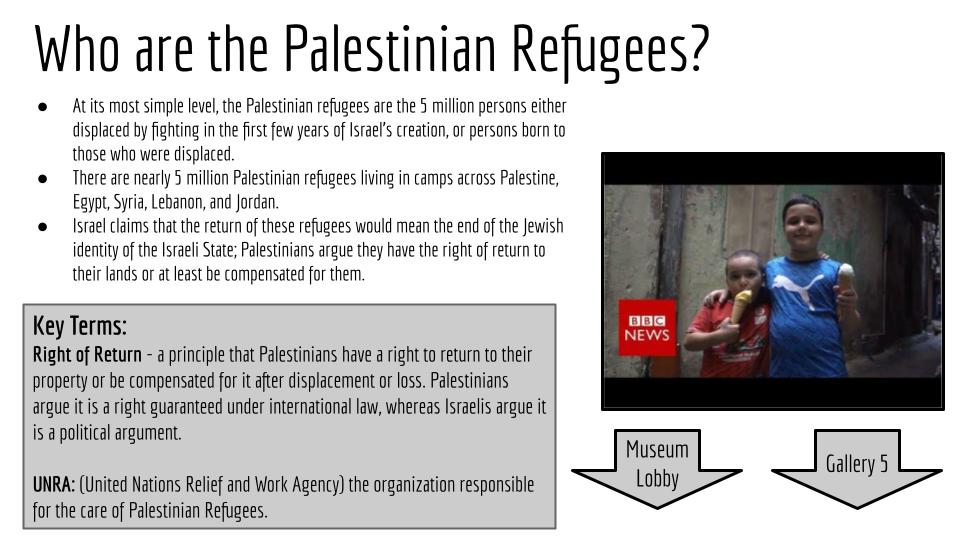 Who are the Palestinian Refugees?
● At its most simple level, the Palestinian refugees are the 5 million persons either
displaced by fighting in the first few years of Israel's creation, or persons born to
those who were displaced.
● There are nearly 5 million Palestinian refugees living in camps across Palestine,
Egypt, Syria, Lebanon, and Jordan.
● Israel claims that the return of these refugees would mean the end of the Jewish
identity of the Israeli State; Palestinians argue they have the right of return to
their lands or at least be compensated for them.
Key Terms:
Right of Return - a principle that Palestinians have a right to return to their
property or be compensated for it after displacement or loss. Palestinians
argue it is a right guaranteed under international law, whereas Israelis argue it
is a political argument.
UNRA: (United Nations Relief and Work Agency) the organization responsible
for the care of Palestinian Refugees.
BBC
NEWS
Museum
Lobby
Gallery 5